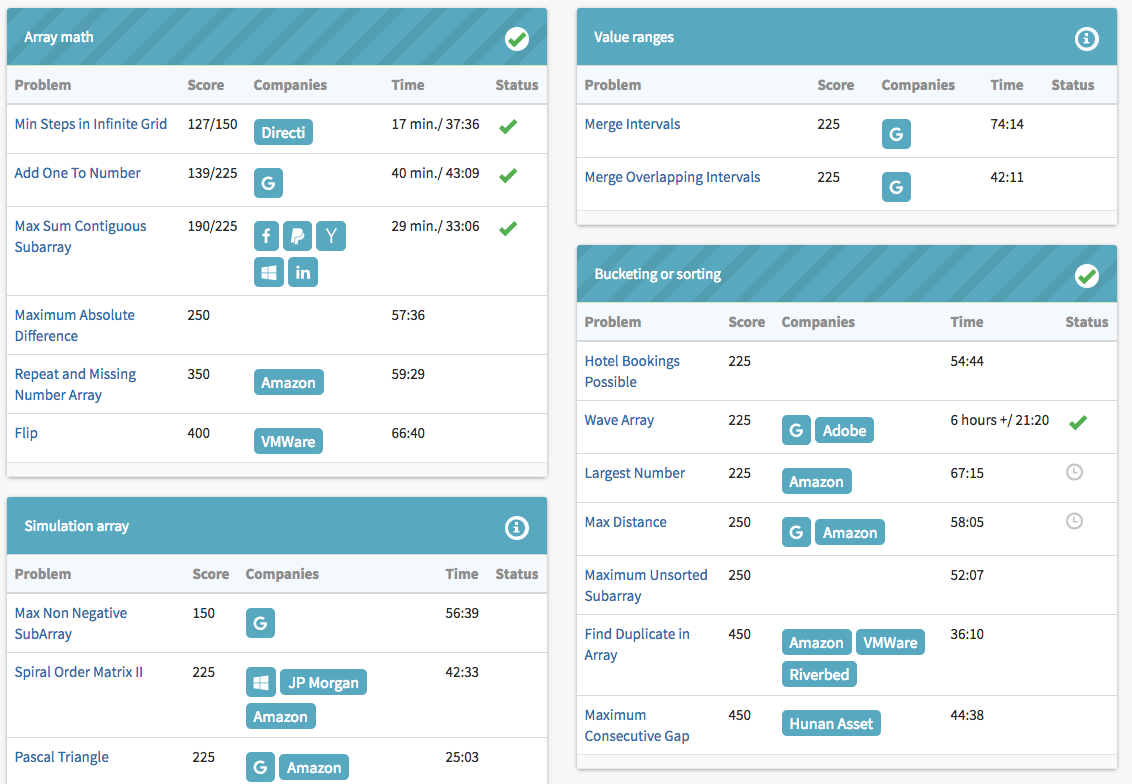 Array math
Problem Score Companies Time Status
Min Steps in Infinite Grid 127/150 Directi 17 min./ 37:36
Add One To Number 139/225 G 40 min./ 43:09
Max Sum Contiguous 190/225 f P Y 29 min./ 33:06
Subarray in
Maximum Absolute 250 57:36
Difference
Repeat and Missing 350 Amazon 59:29
Number Array
Flip 400 VMWare 66:40
Simulation array
Problem Score Companies Time Status
Max Non Negative 150 G 56:39
SubArray
Spiral Order Matrix II 225 JP Morgan 42:33
Amazon
Pascal Triangle 225 G Amazon 25:03
Value ranges
Problem Score Companies Time Status
Merge Intervals 225 G 74:14
Merge Overlapping Intervals 225 G 42:11
Bucketing or sorting
Problem Score Companies Time Status
Hotel Bookings 225 54:44
Possible
Wave Array 225 G Adobe 6 hours +/ 21:20
Largest Number 225 Amazon 67:15
Max Distance 250 G Amazon 58:05
Maximum Unsorted 250 52:07
Subarray
Find Duplicate in 450 Amazon VMWare 36:10
Array Riverbed
Maximum 450 Hunan Asset 44:38
Consecutive Gap